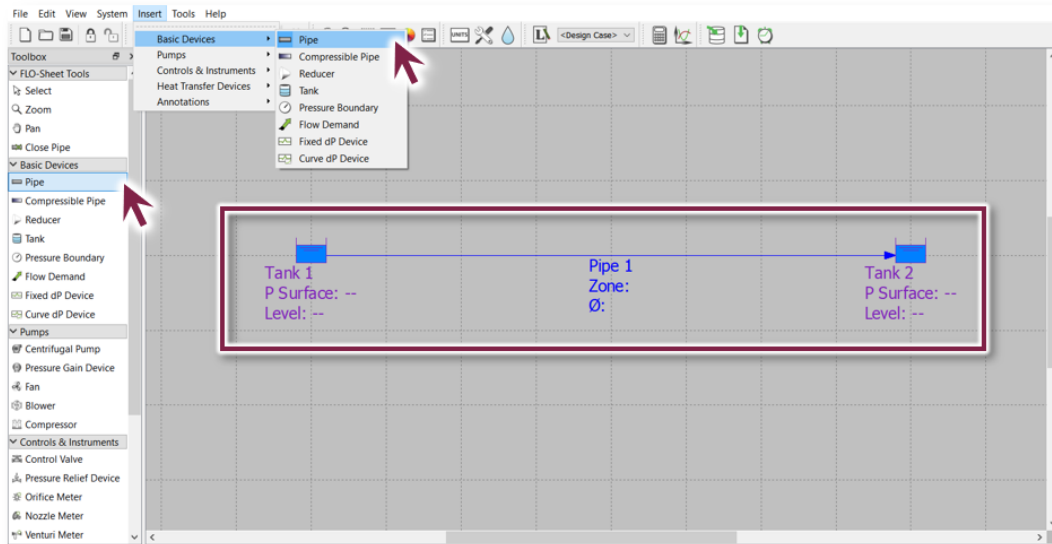 File Edit View System Insert Tools Help
UNITS
<Design Case>
Toolbox
FLO-Sheet Tools
Select
Zoom
Pan
Close Pipe
Basic Devices
Pipe
Compressible Pipe
Reducer
Tank
Pressure Boundary
Flow Demand
Fixed dP Device
Curve dP Device
Pumps
Centrifugal Pump
Pressure Gain Device
Fan
Blower
Compressor
Controls & Instruments
Control Valve
Pressure Relief Device
Orifice Meter
Nozzle Meter
Venturi Meter
Basic Devices
Pumps
Controls & Instruments
Heat Transfer Devices
Annotations
Pipe
Compressible Pipe
Reducer
Tank
Pressure Boundary
Flow Demand
Fixed dP Device
Curve dP Device
Tank 1
P Surface: --
Level: --
Pipe 1
Zone:
Ø:
Tank 2
P Surface: --
Level: --